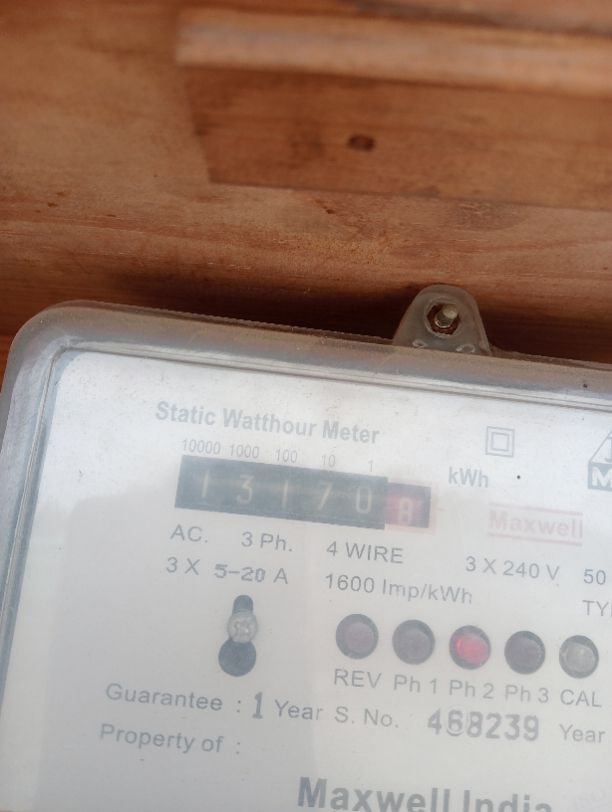 Static Watthour Meter
10000 1000 100 10 1
13170 8 kWh
Maxwell
AC. 3 Ph. 4 WIRE 3 X 240 V 50
3 X 5-20 A 1600 Imp/kWh
REV Ph 1 Ph 2 Ph 3 CAL
Guarantee : 1 Year S. No. 468239 Year
Property of :
Maxwell India